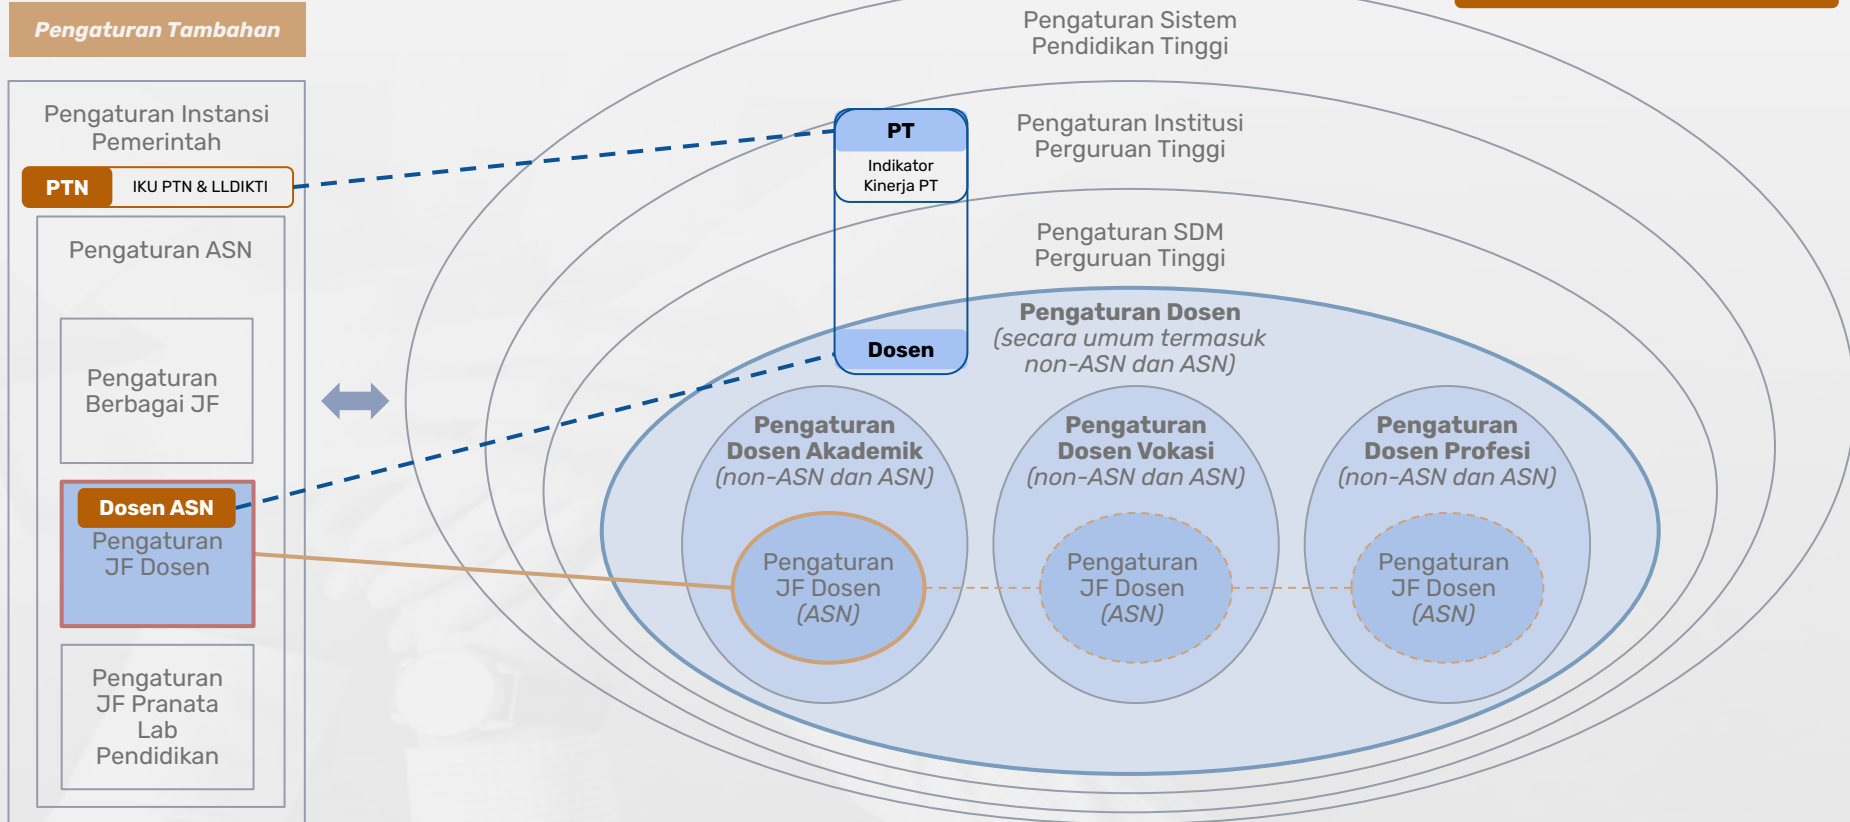 Pengaturan Tambahan
Pengaturan Instansi
Pemerintah
PTN
IKU PTN & LLDIKTI
Pengaturan ASN
Pengaturan
Berbagai JF
Dosen ASN
Pengaturan
JF Dosen
Pengaturan
JF Pranata
Lab
Pendidikan
Pengaturan Sistem
Pendidikan Tinggi
PT
Indikator
Kinerja PT
Pengaturan Institusi
Perguruan Tinggi
Pengaturan SDM
Perguruan Tinggi
Dosen
Pengaturan Dosen
(secara umum termasuk
non-ASN dan ASN)
Pengaturan
Dosen Akademik
(non-ASN dan ASN)
Pengaturan
JF Dosen
(ASN)
Pengaturan
Dosen Vokasi
(non-ASN dan ASN)
Pengaturan
JF Dosen
(ASN)
Pengaturan
Dosen Profesi
(non-ASN dan ASN)
Pengaturan
JF Dosen
(ASN)